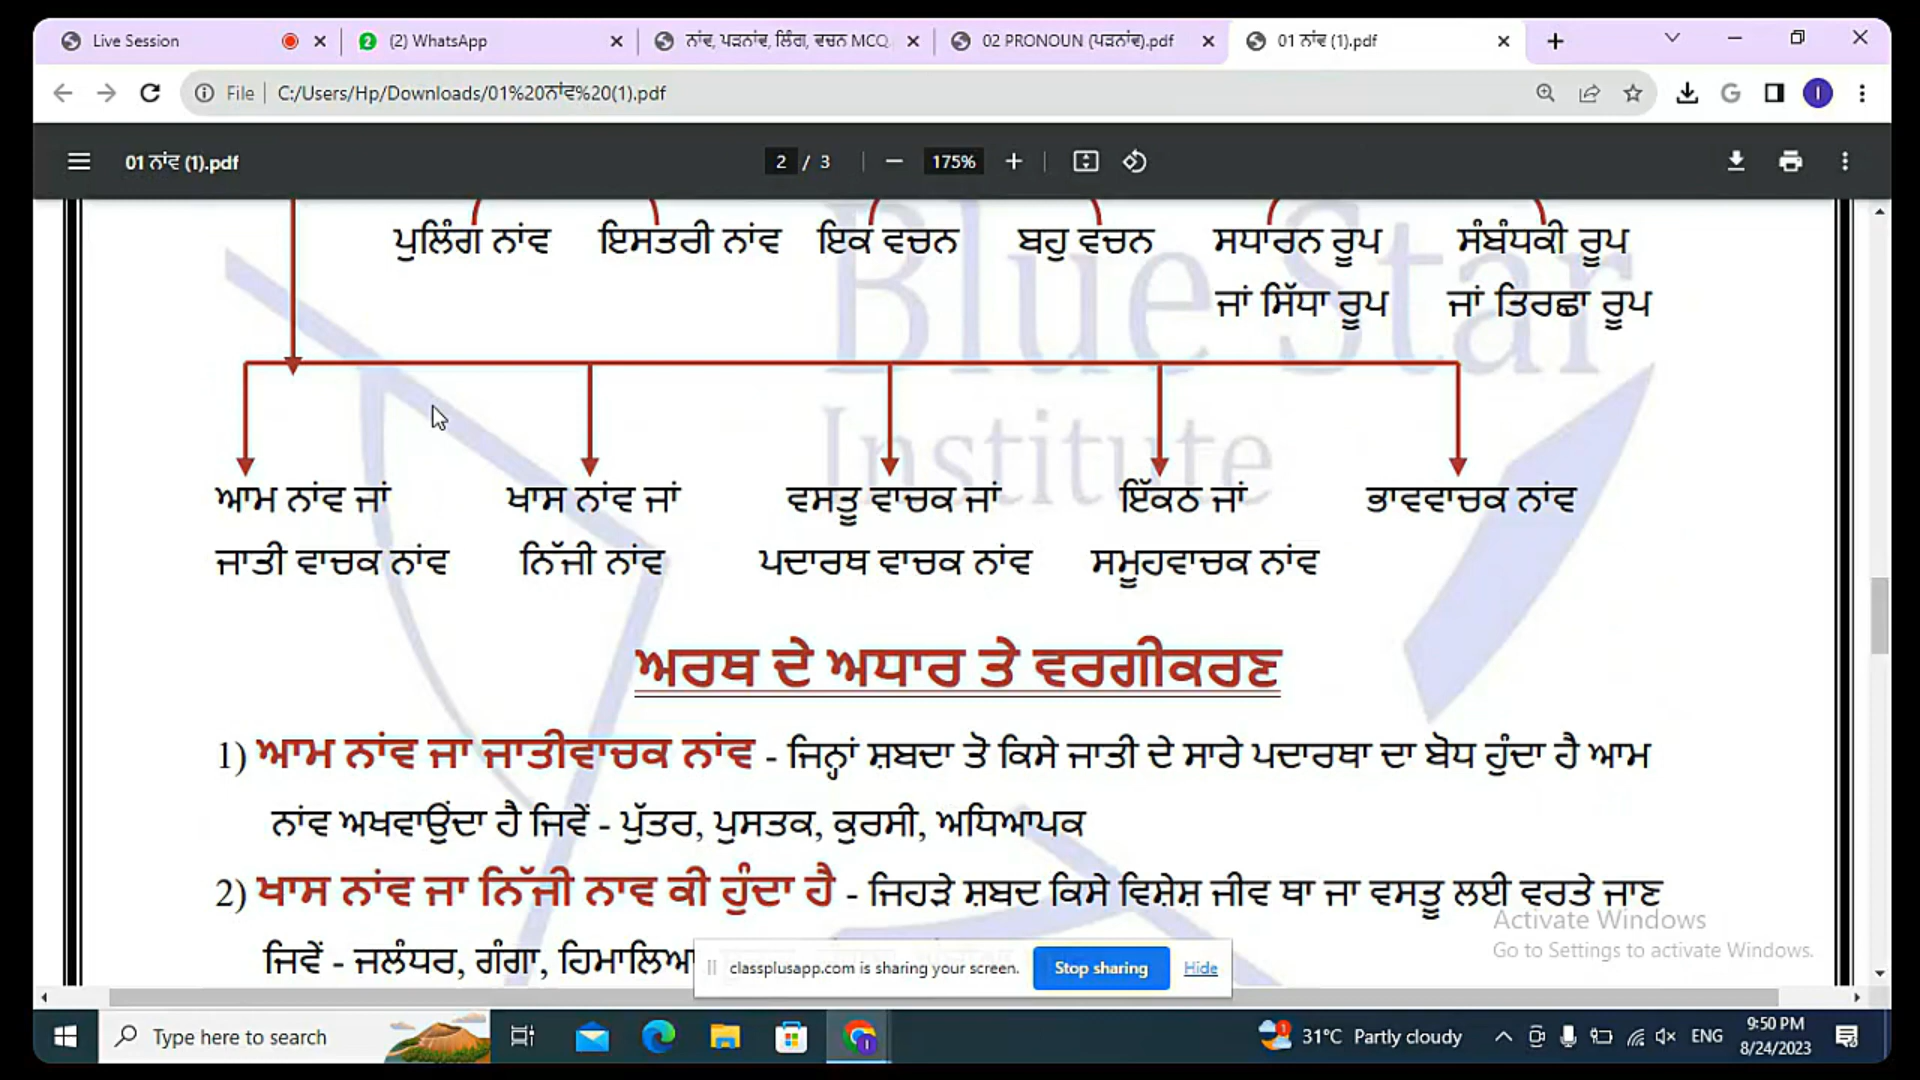 Live Session
(2) WhatsApp
ਨਾਂਵ, ਪੜਨਾਂਵ, ਲਿੰਗ, ਵਚਨ MCQ
02 PRONOUN (ਪੜਨਾਂਵ).pdf
01 ਨਾਂਵ (1).pdf
File C:/Users/Hp/Downloads/01%20ਨਾਂਵ%20(1).pdf
01 ਨਾਂਵ (1).pdf
2 / 3
175%
Blue Star
Institute
ਪੁਲਿੰਗ ਨਾਂਵ ਇਸਤਰੀ ਨਾਂਵ ਇਕ ਵਚਨ ਬਹੁ ਵਚਨ ਸਧਾਰਨ ਰੂਪ ਸੰਬੰਧਕੀ ਰੂਪ
ਜਾਂ ਸਿੱਧਾ ਰੂਪ ਜਾਂ ਤਿਰਛਾ ਰੂਪ
ਆਮ ਨਾਂਵ ਜਾਂ ਖਾਸ ਨਾਂਵ ਜਾਂ ਵਸਤੂ ਵਾਚਕ ਜਾਂ ਇੱਕਠ ਜਾਂ ਭਾਵਵਾਚਕ ਨਾਂਵ
ਜਾਤੀ ਵਾਚਕ ਨਾਂਵ ਨਿੱਜੀ ਨਾਂਵ ਪਦਾਰਥ ਵਾਚਕ ਨਾਂਵ ਸਮੂਹਵਾਚਕ ਨਾਂਵ
ਅਰਥ ਦੇ ਅਧਾਰ ਤੇ ਵਰਗੀਕਰਣ
1) ਆਮ ਨਾਂਵ ਜਾ ਜਾਤੀਵਾਚਕ ਨਾਂਵ - ਜਿਨ੍ਹਾਂ ਸ਼ਬਦਾ ਤੋ ਕਿਸੇ ਜਾਤੀ ਦੇ ਸਾਰੇ ਪਦਾਰਥਾ ਦਾ ਬੋਧ ਹੁੰਦਾ ਹੈ ਆਮ
ਨਾਂਵ ਅਖਵਾਉਂਦਾ ਹੈ ਜਿਵੇਂ - ਪੁੱਤਰ, ਪੁਸਤਕ, ਕੁਰਸੀ, ਅਧਿਆਪਕ
2) ਖਾਸ ਨਾਂਵ ਜਾ ਨਿੱਜੀ ਨਾਵ ਕੀ ਹੁੰਦਾ ਹੈ - ਜਿਹੜੇ ਸ਼ਬਦ ਕਿਸੇ ਵਿਸ਼ੇਸ਼ ਜੀਵ ਥਾ ਜਾ ਵਸਤੂ ਲਈ ਵਰਤੇ ਜਾਣ
ਜਿਵੇਂ - ਜਲੰਧਰ, ਗੰਗਾ, ਹਿਮਾਲਿਆ
Activate Windows
Go to Settings to activate Windows.
classplusapp.com is sharing your screen. Stop sharing Hide
Type here to search
31°C Partly cloudy
ENG
9:50 PM
8/24/2023